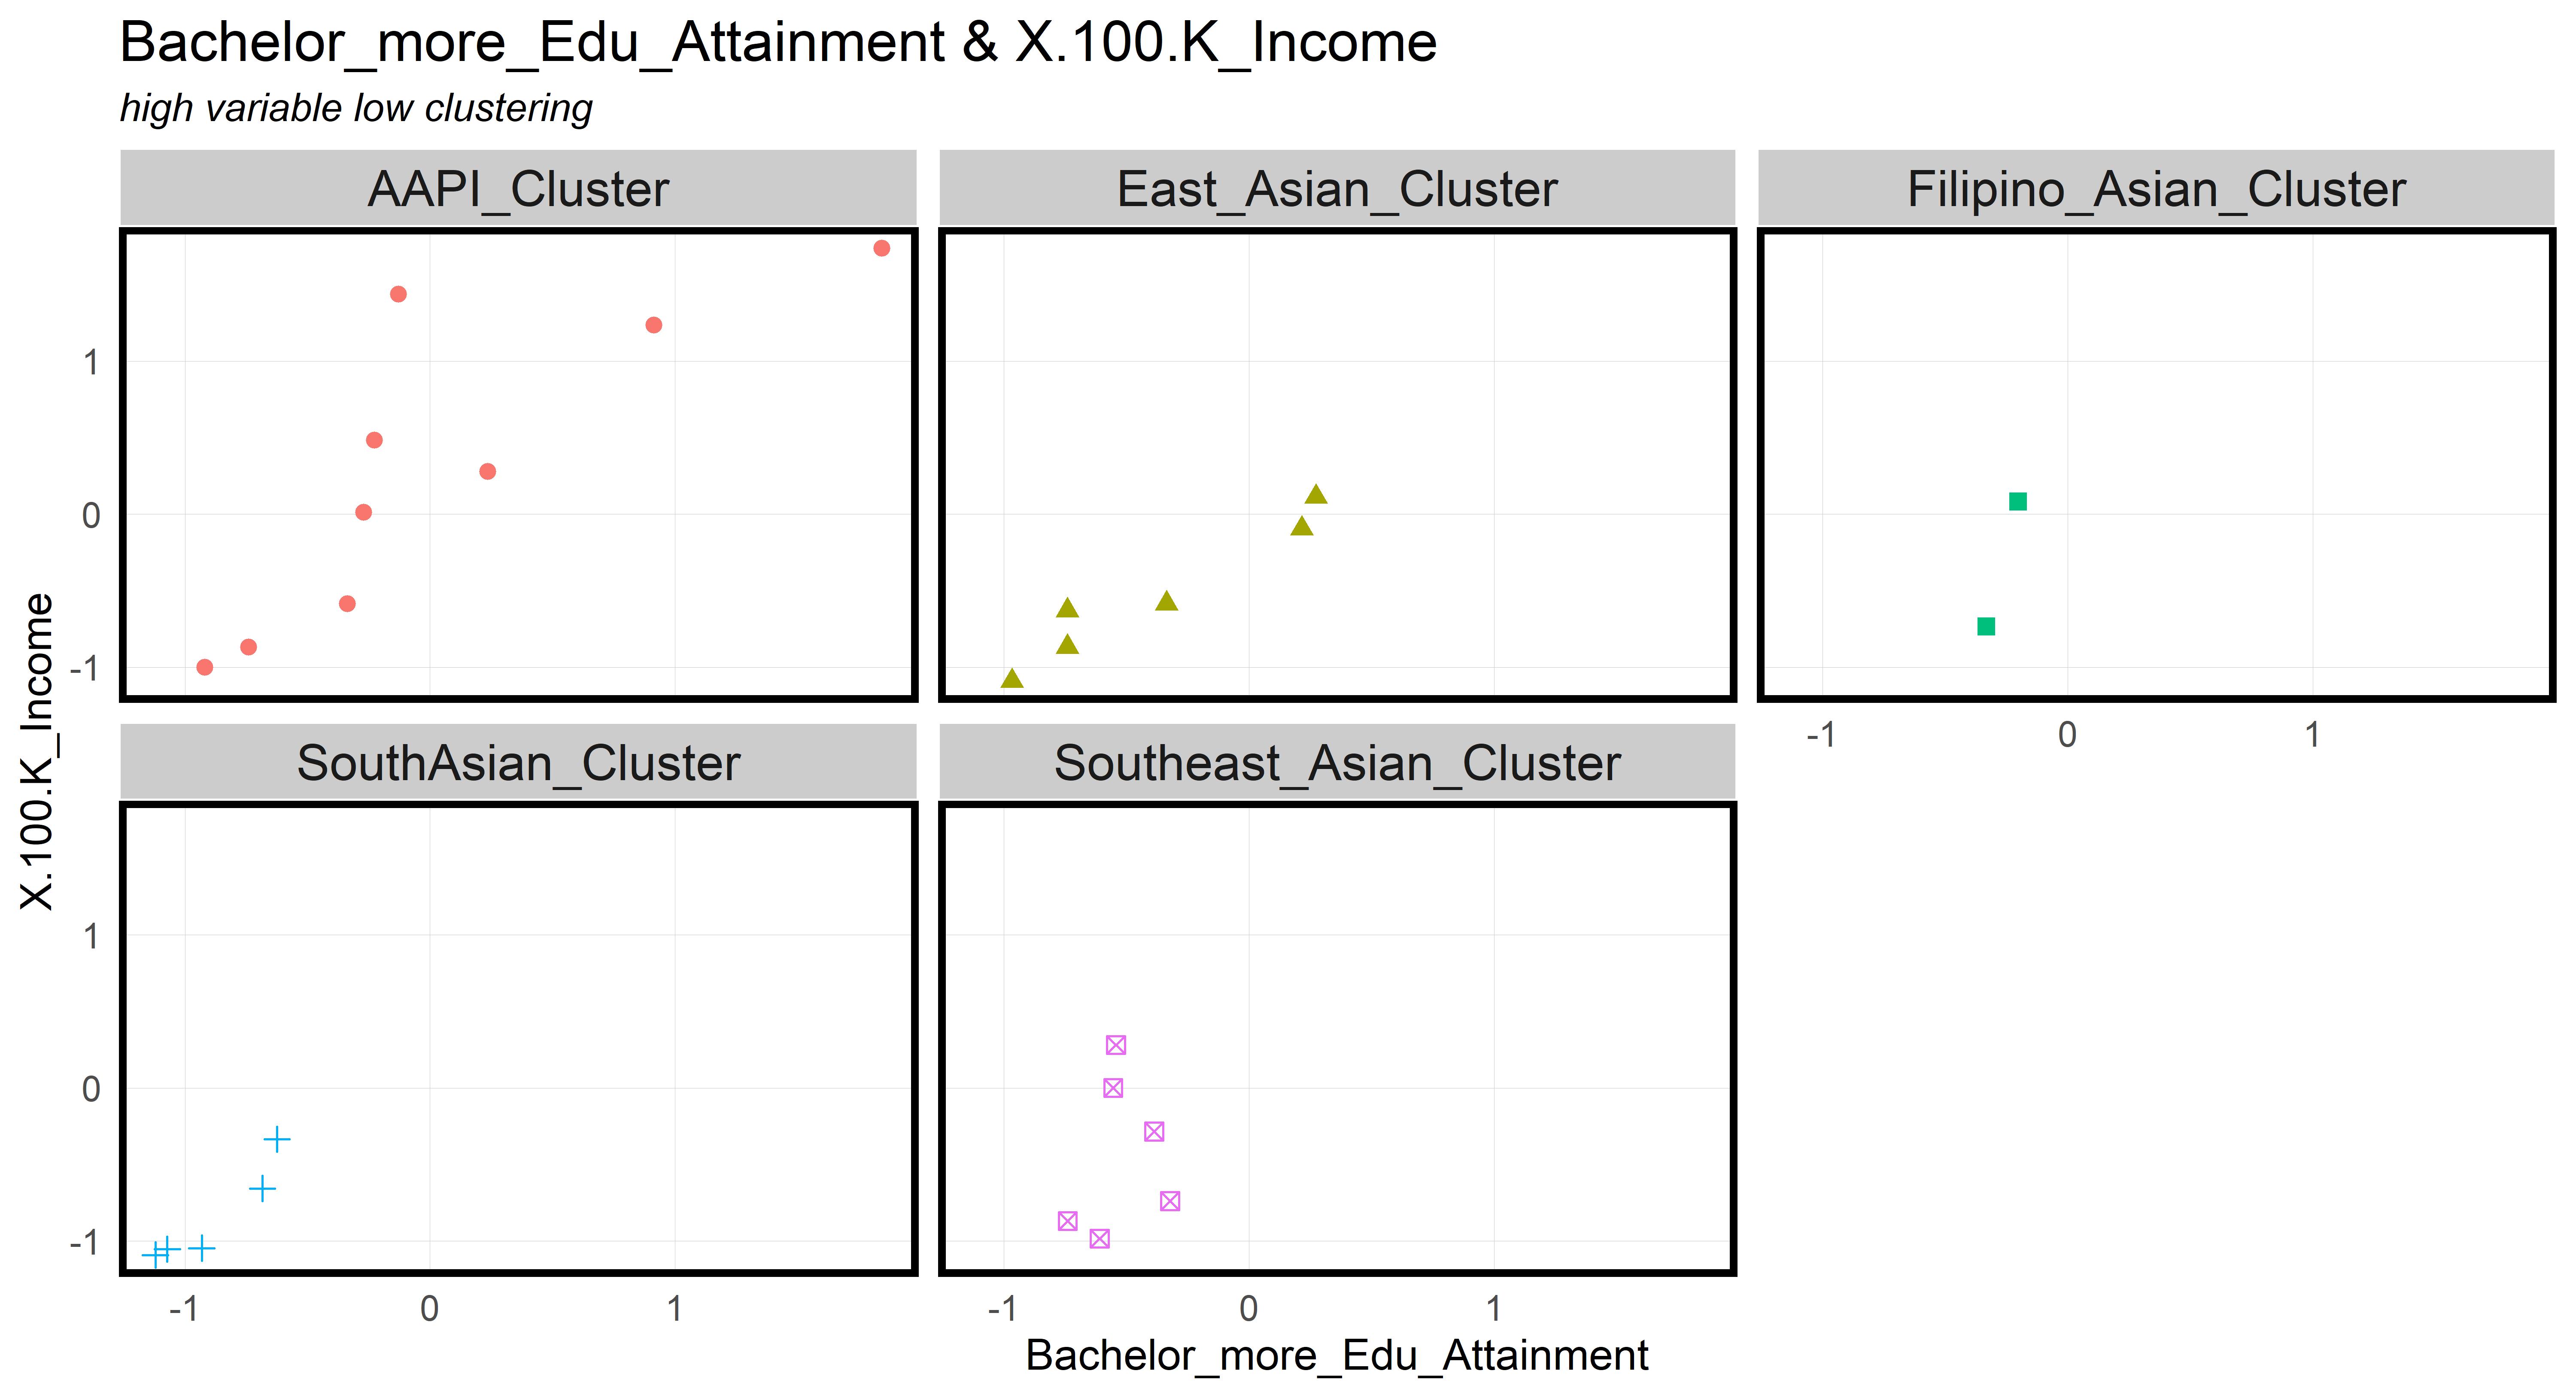 Bachelor_more_Edu_Attainment & X.100.K_Income
high variable low clustering
AAPI_Cluster
East_Asian_Cluster
Filipino_Asian_Cluster
1
0
-1
-1
0
1
SouthAsian_Cluster
Southeast_Asian_Cluster
1
0
-1
-1
0
1
-1
0
1
X.100.K_Income
Bachelor_more_Edu_Attainment